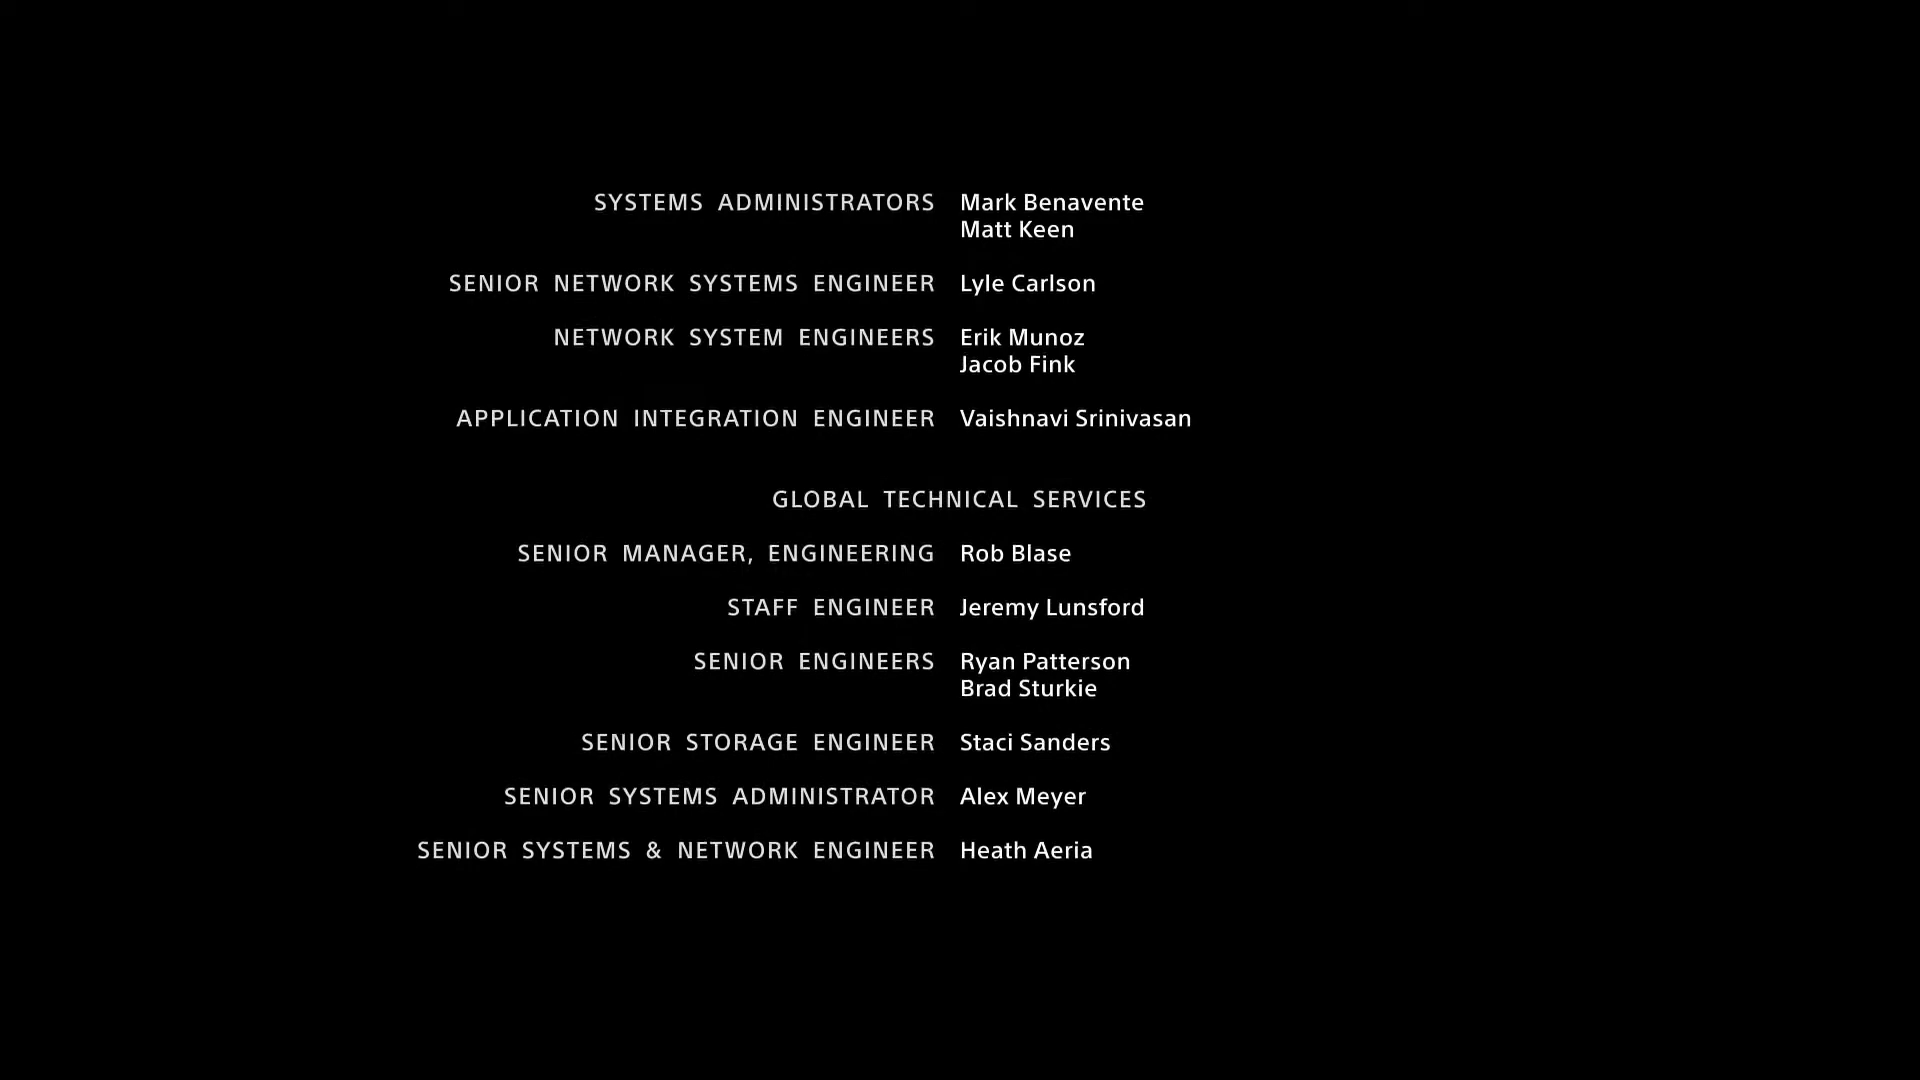 SYSTEMS ADMINISTRATORS Mark Benavente
Matt Keen
SENIOR NETWORK SYSTEMS ENGINEER Lyle Carlson
NETWORK SYSTEM ENGINEERS Erik Munoz
Jacob Fink
APPLICATION INTEGRATION ENGINEER Vaishnavi Srinivasan
GLOBAL TECHNICAL SERVICES
SENIOR MANAGER, ENGINEERING Rob Blase
STAFF ENGINEER Jeremy Lunsford
SENIOR ENGINEERS Ryan Patterson
Brad Sturkie
SENIOR STORAGE ENGINEER Staci Sanders
SENIOR SYSTEMS ADMINISTRATOR Alex Meyer
SENIOR SYSTEMS & NETWORK ENGINEER Heath Aeria